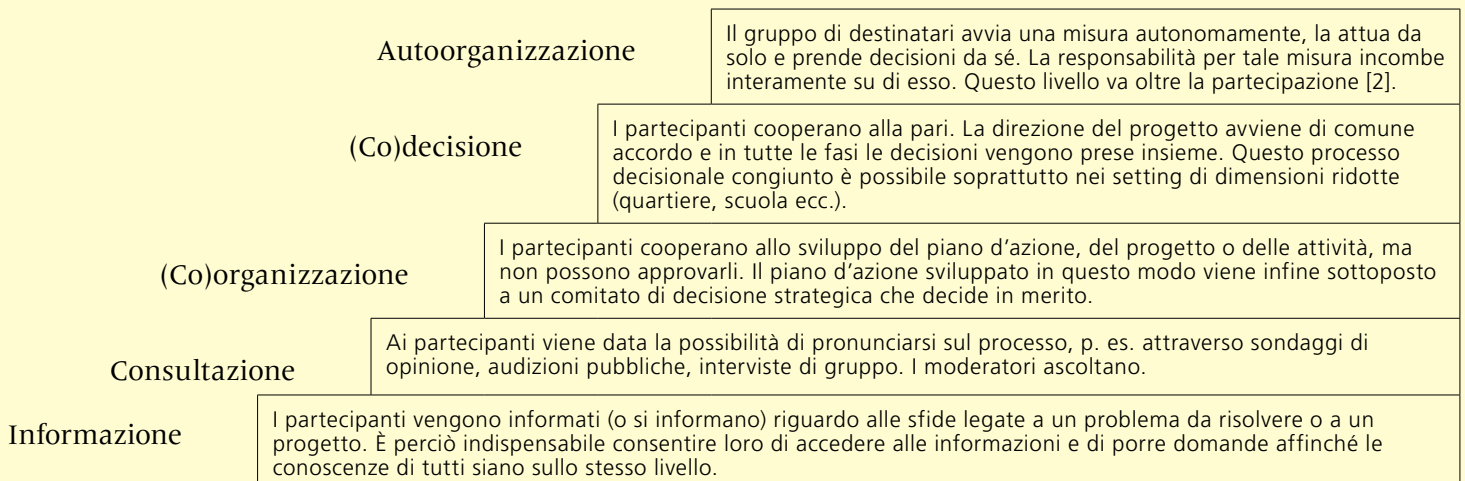 Autoorganizzazione
Il gruppo di destinatari avvia una misura autonomamente, la attua da
solo e prende decisioni da sé. La responsabilità per tale misura incombe
interamente su di esso. Questo livello va oltre la partecipazione [2].
(Co)decisione
I partecipanti cooperano alla pari. La direzione del progetto avviene di comune
accordo e in tutte le fasi le decisioni vengono prese insieme. Questo processo
decisionale congiunto è possibile soprattutto nei setting di dimensioni ridotte
(quartiere, scuola ecc.).
(Co)organizzazione
I partecipanti cooperano allo sviluppo del piano d’azione, del progetto o delle attività, ma
non possono approvarli. Il piano d’azione sviluppato in questo modo viene infine sottoposto
a un comitato di decisione strategica che decide in merito.
Consultazione
Ai partecipanti viene data la possibilità di pronunciarsi sul processo, p. es. attraverso sondaggi di
opinione, audizioni pubbliche, interviste di gruppo. I moderatori ascoltano.
Informazione
I partecipanti vengono informati (o si informano) riguardo alle sfide legate a un problema da risolvere o a un
progetto. È perciò indispensabile consentire loro di accedere alle informazioni e di porre domande affinché le
conoscenze di tutti siano sullo stesso livello.